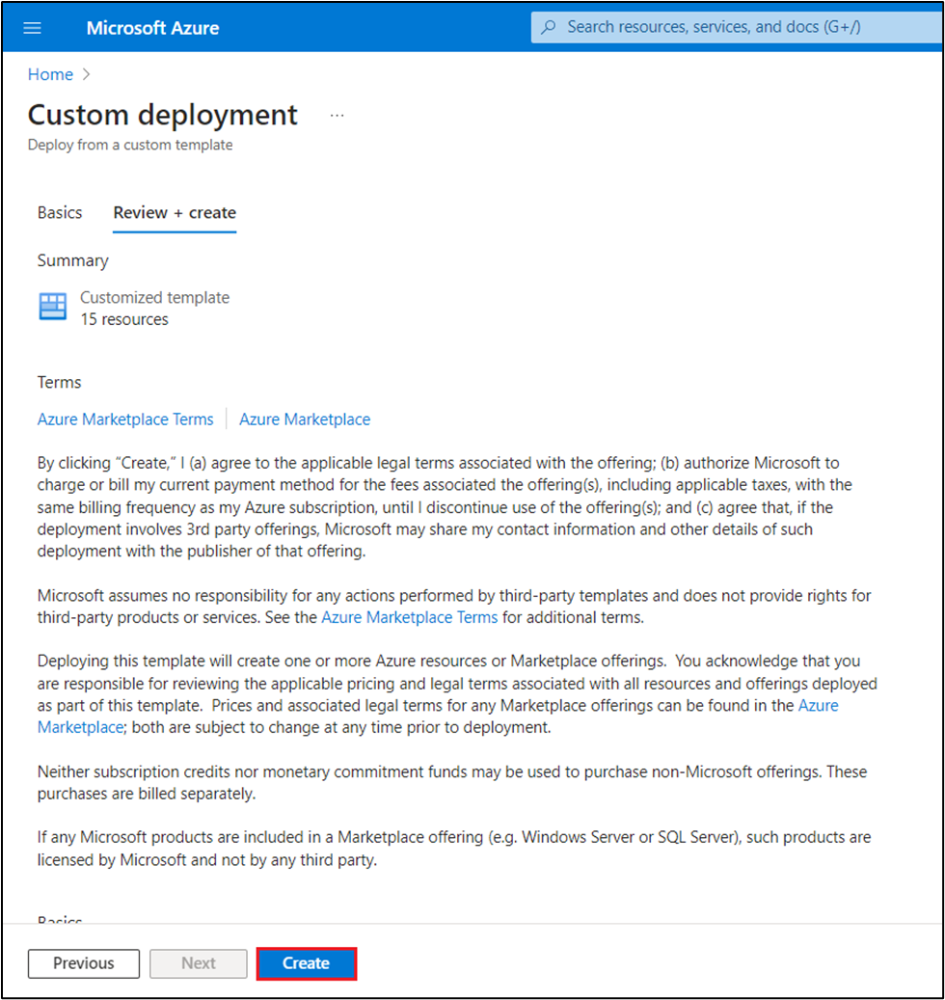 Microsoft Azure
Search resources, services, and docs (G+/)
Home >
Custom deployment ...
Deploy from a custom template
Basics
Review + create
Summary
Customized template
15 resources
Terms
Azure Marketplace Terms
Azure Marketplace
By clicking “Create,” I (a) agree to the applicable legal terms associated with the offering; (b) authorize Microsoft to
charge or bill my current payment method for the fees associated the offering(s), including applicable taxes, with the
same billing frequency as my Azure subscription, until I discontinue use of the offering(s); and (c) agree that, if the
deployment involves 3rd party offerings, Microsoft may share my contact information and other details of such
deployment with the publisher of that offering.
Microsoft assumes no responsibility for any actions performed by third-party templates and does not provide rights for
third-party products or services. See the Azure Marketplace Terms for additional terms.
Deploying this template will create one or more Azure resources or Marketplace offerings.  You acknowledge that you
are responsible for reviewing the applicable pricing and legal terms associated with all resources and offerings deployed
as part of this template.  Prices and associated legal terms for any Marketplace offerings can be found in the Azure
Marketplace; both are subject to change at any time prior to deployment.
Neither subscription credits nor monetary commitment funds may be used to purchase non-Microsoft offerings. These
purchases are billed separately.
If any Microsoft products are included in a Marketplace offering (e.g. Windows Server or SQL Server), such products are
licensed by Microsoft and not by any third party.
Basics
Previous
Next
Create